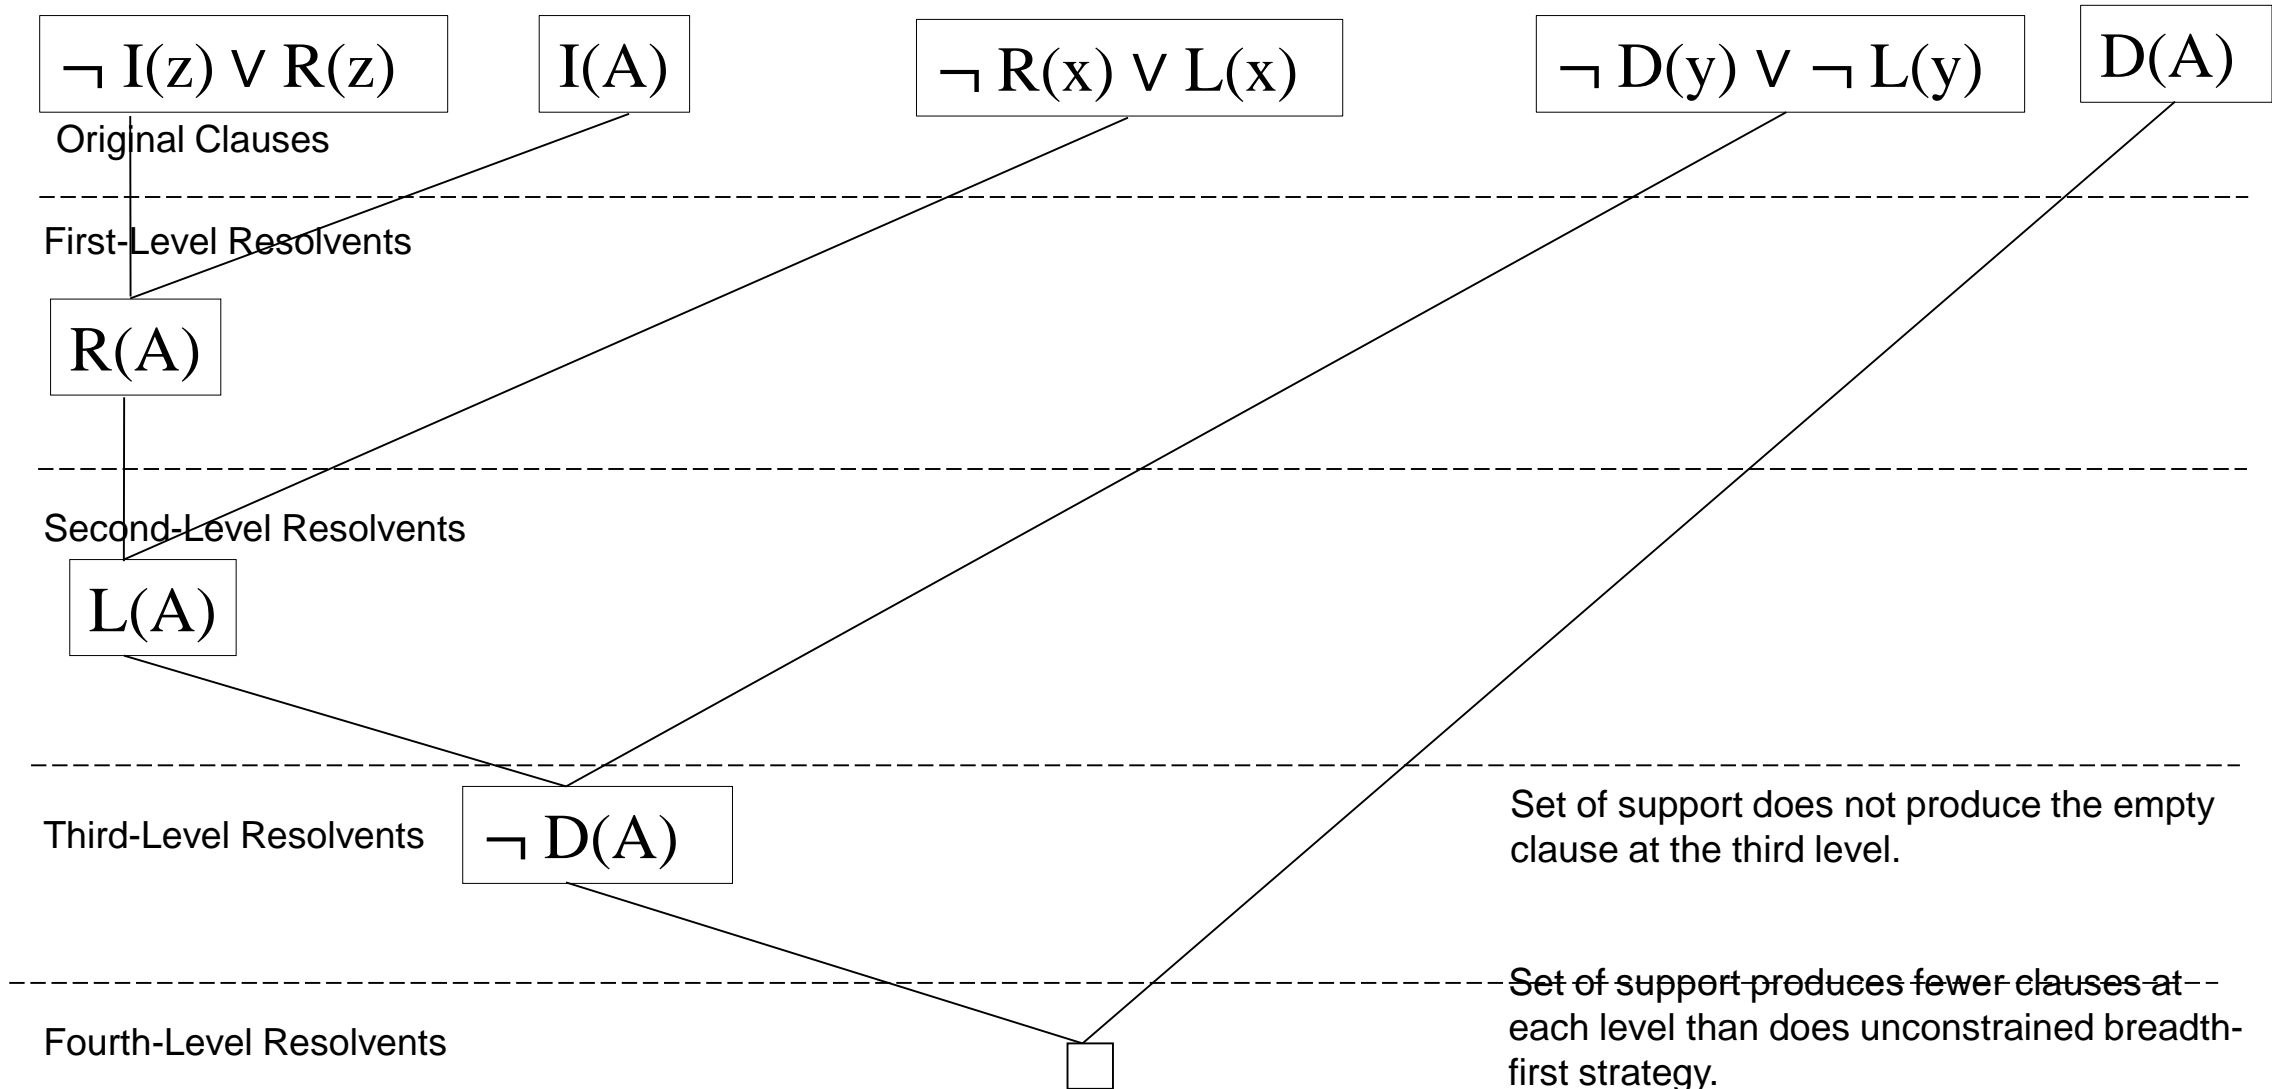 ¬ I(z) ∨ R(z)
I(A)
¬ R(x) ∨ L(x)
¬ D(y) ∨ ¬ L(y)
D(A)
Original Clauses
First-Level Resolvents
R(A)
Second-Level Resolvents
L(A)
Third-Level Resolvents
¬ D(A)
Set of support does not produce the empty
clause at the third level.
Fourth-Level Resolvents
Set of support produces fewer clauses at
each level than does unconstrained breadth-
first strategy.